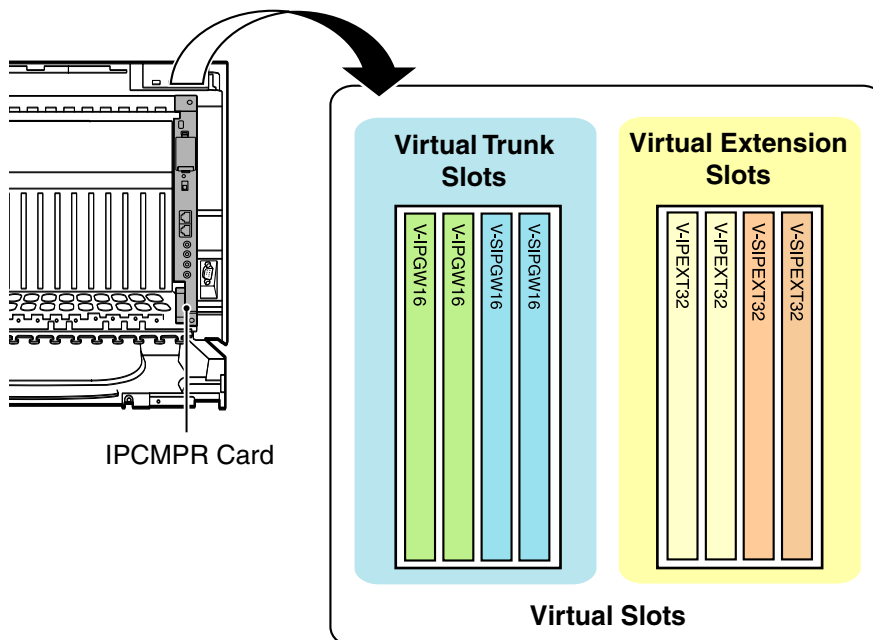 Virtual Trunk
Slots
Virtual Extension
Slots
V-IPGW16
V-IPGW16
V-SIPGW16
V-SIPGW16
V-IPEXT32
V-IPEXT32
V-SIPEXT32
V-SIPEXT32
IPCMPR Card
Virtual Slots